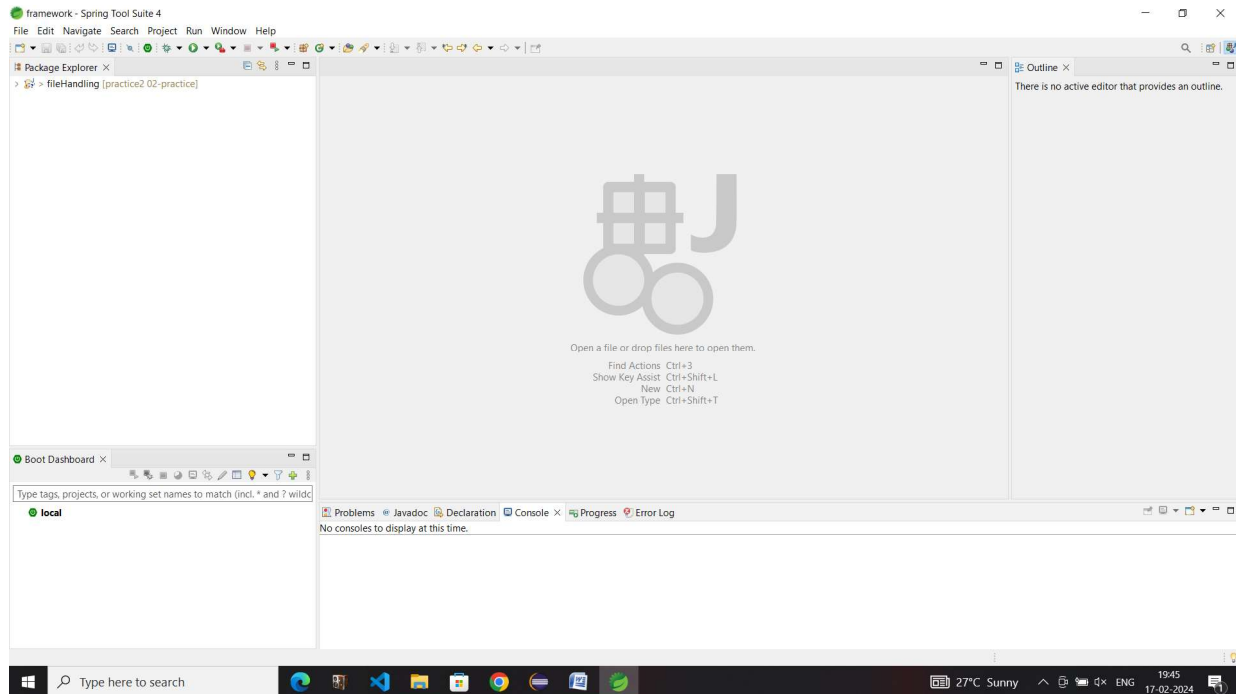 framework - Spring Tool Suite 4
File Edit Navigate Search Project Run Window Help
Package Explorer
> fileHandling [practice2 02-practice]
Open a file or drop files here to open them.
Find Actions Ctrl+3
Show Key Assist Ctrl+Shift+L
New Ctrl+N
Open Type Ctrl+Shift+T
Outline
There is no active editor that provides an outline.
Boot Dashboard
Type tags, projects, or working set names to match (incl. * and ? wildc
local
Problems Javadoc Declaration Console Progress Error Log
No consoles to display at this time.
Type here to search
27°C Sunny ENG 19:45
17-02-2024